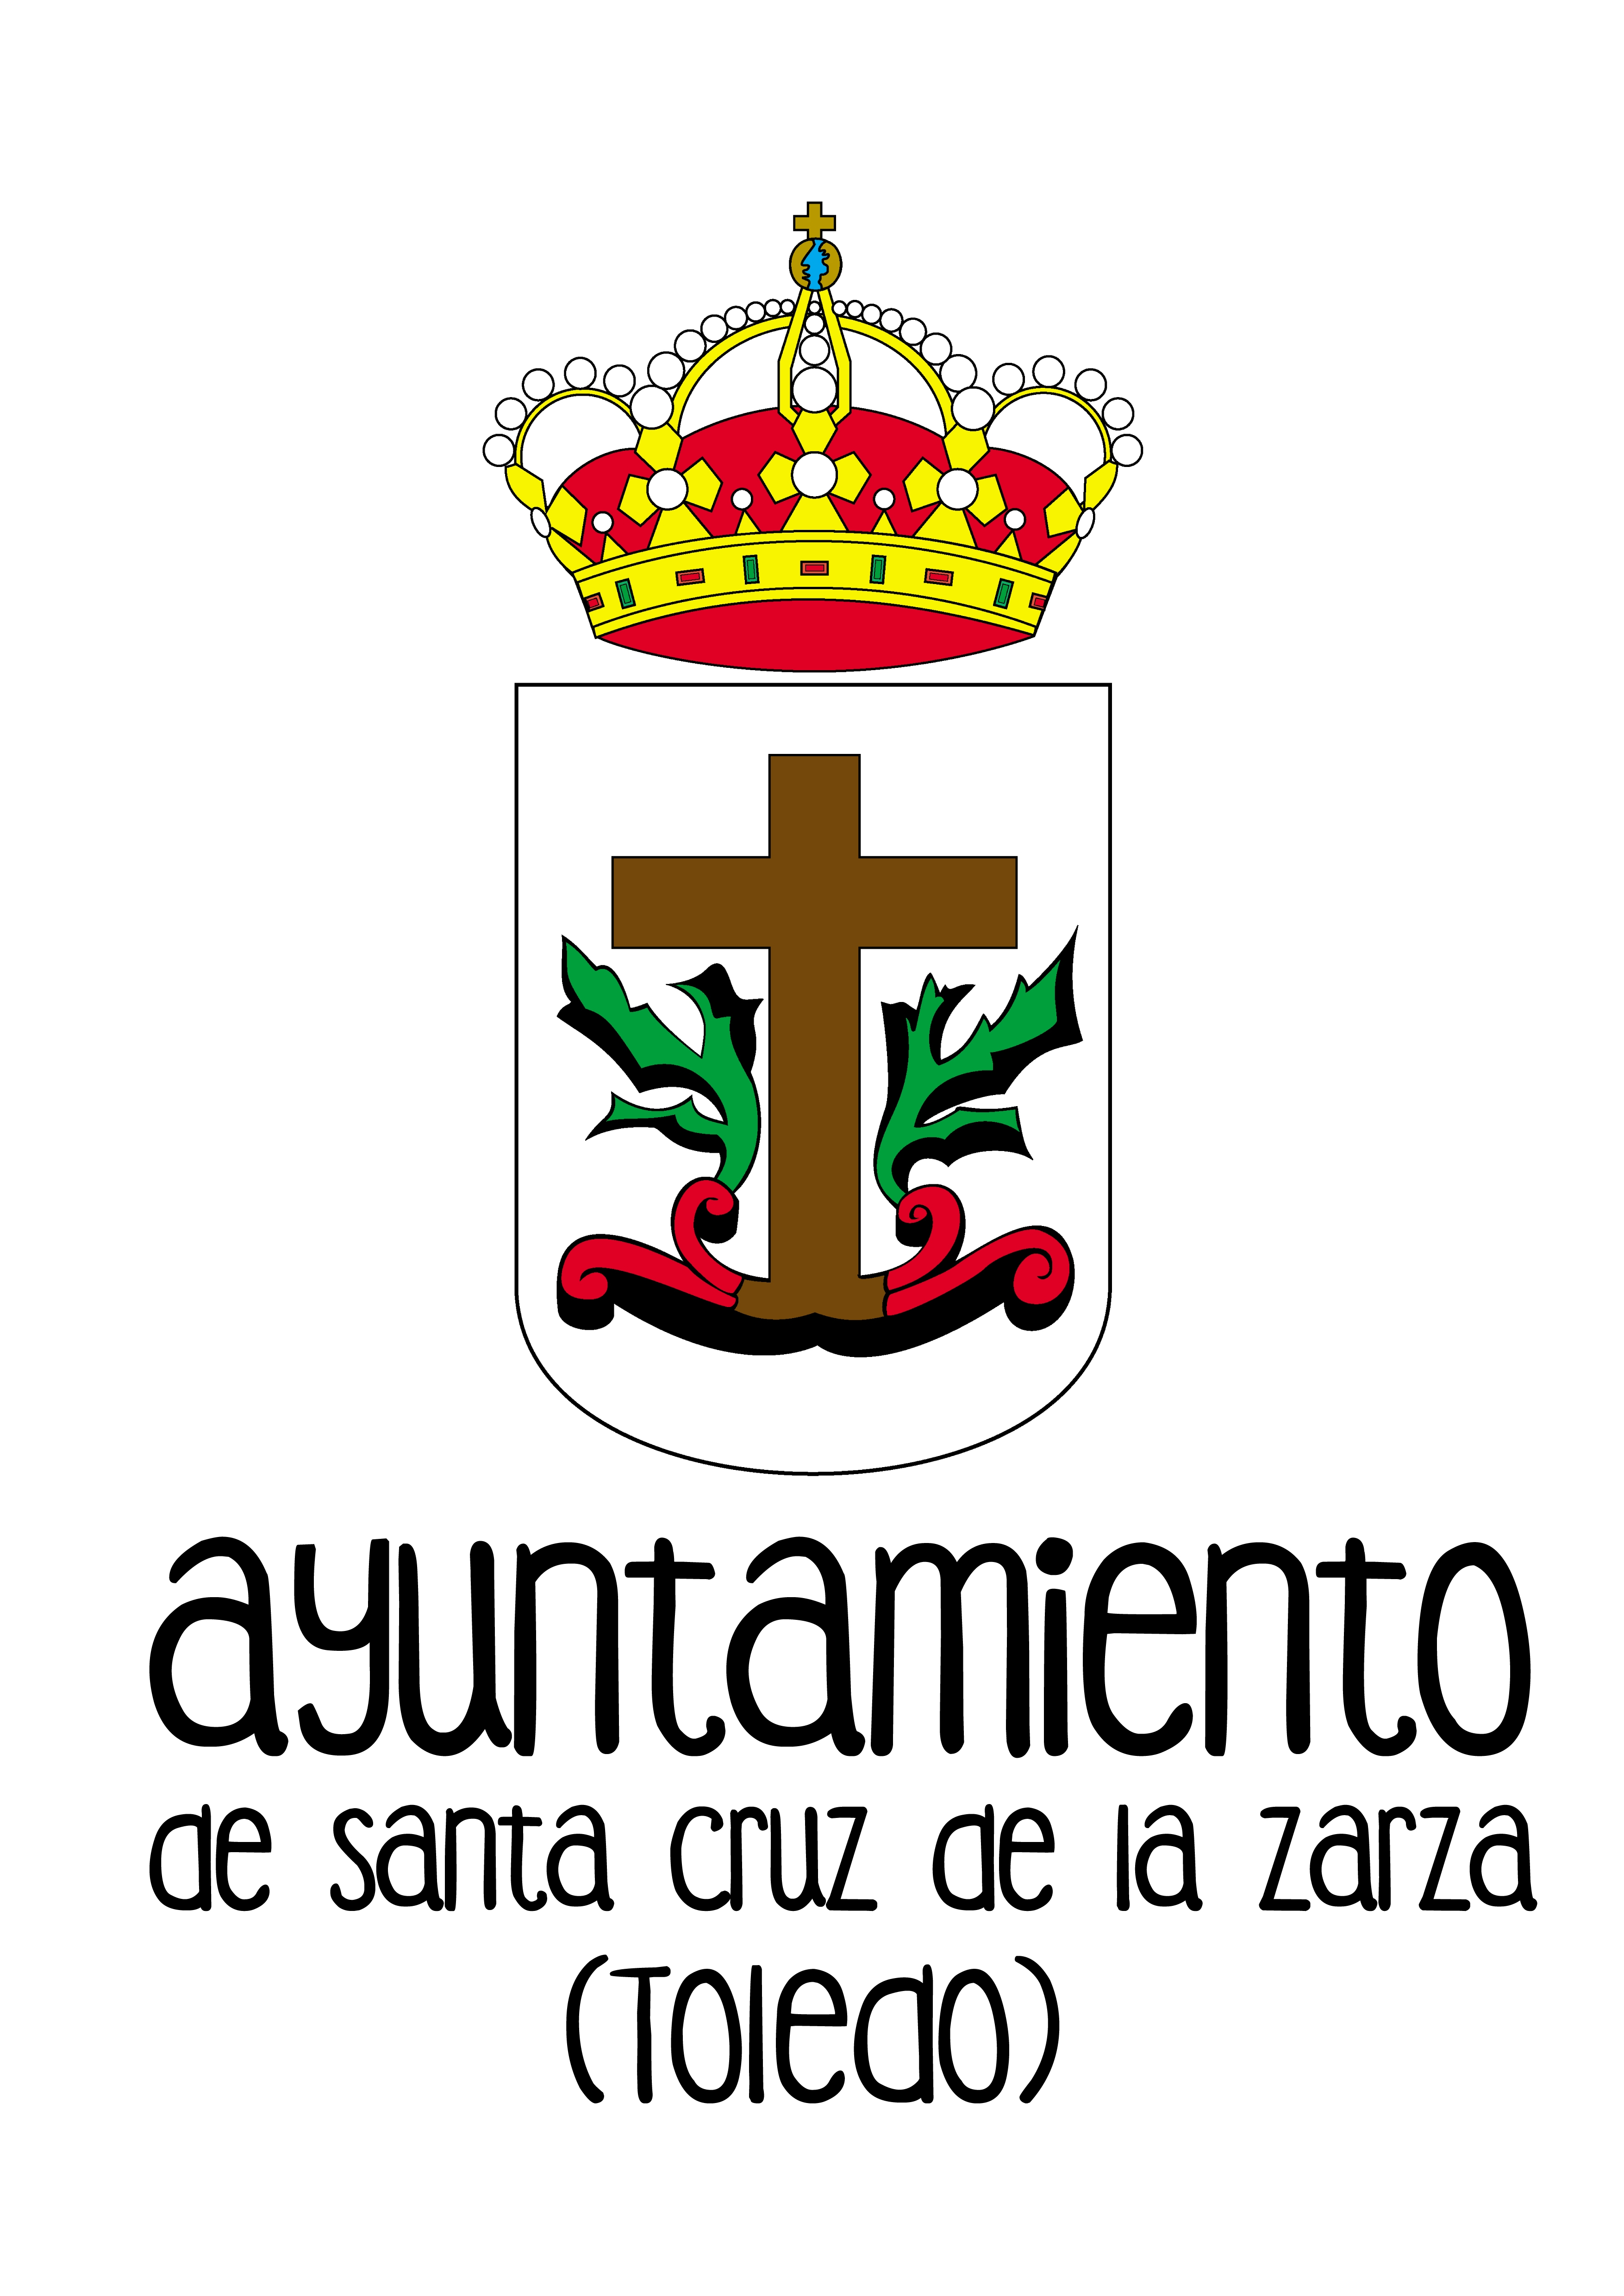 ayuntamiento
de santa cruz de la zarza
(Toledo)